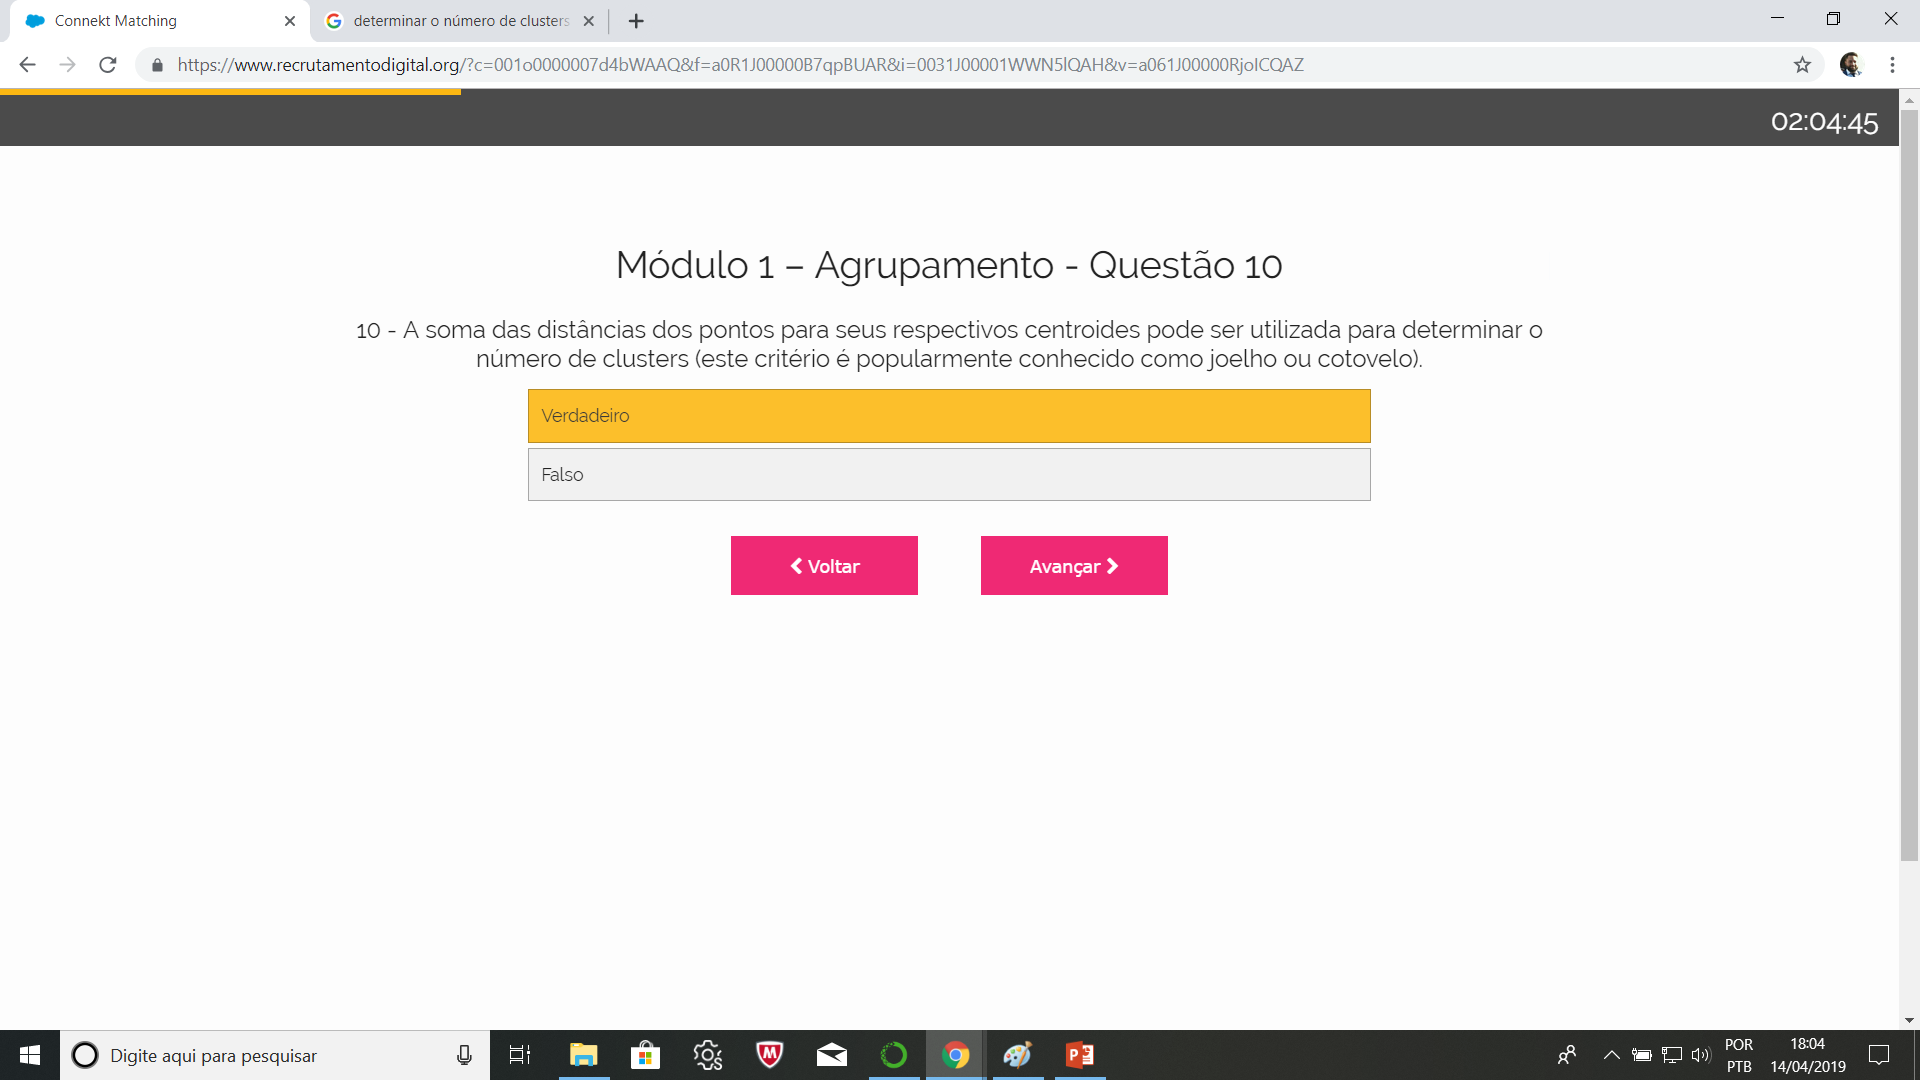 Connekt Matching
determinar o número de clusters
https://www.recrutamentodigital.org/?c=001o0000007d4bWAAQ&f=a0R1J00000B7qpBUAR&i=0031J00001WWN5lQAH&v=a061J00000RjoICQAZ
02:04:45
Módulo 1 – Agrupamento - Questão 10
10 - A soma das distâncias dos pontos para seus respectivos centroides pode ser utilizada para determinar o
número de clusters (este critério é popularmente conhecido como joelho ou cotovelo).
Verdadeiro
Falso
Voltar
Avançar
Digite aqui para pesquisar
POR
PTB
18:04
14/04/2019